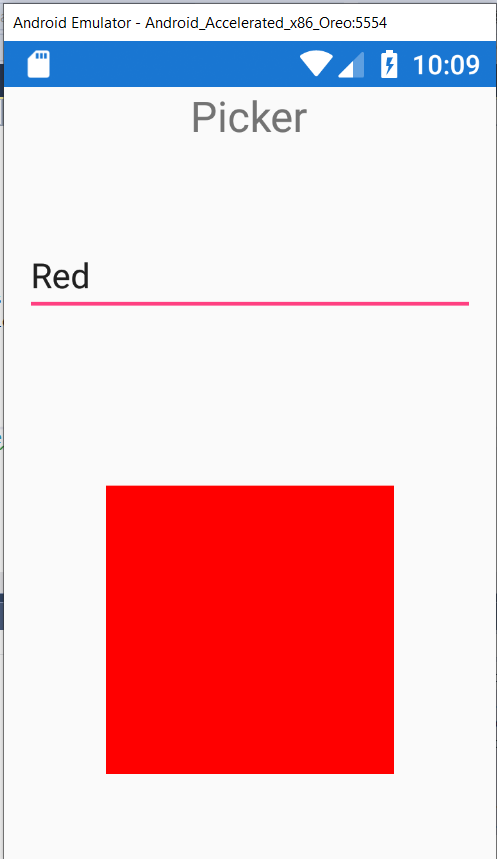 Android Emulator - Android_Accelerated_x86_Oreo:5554
10:09
Picker
Red